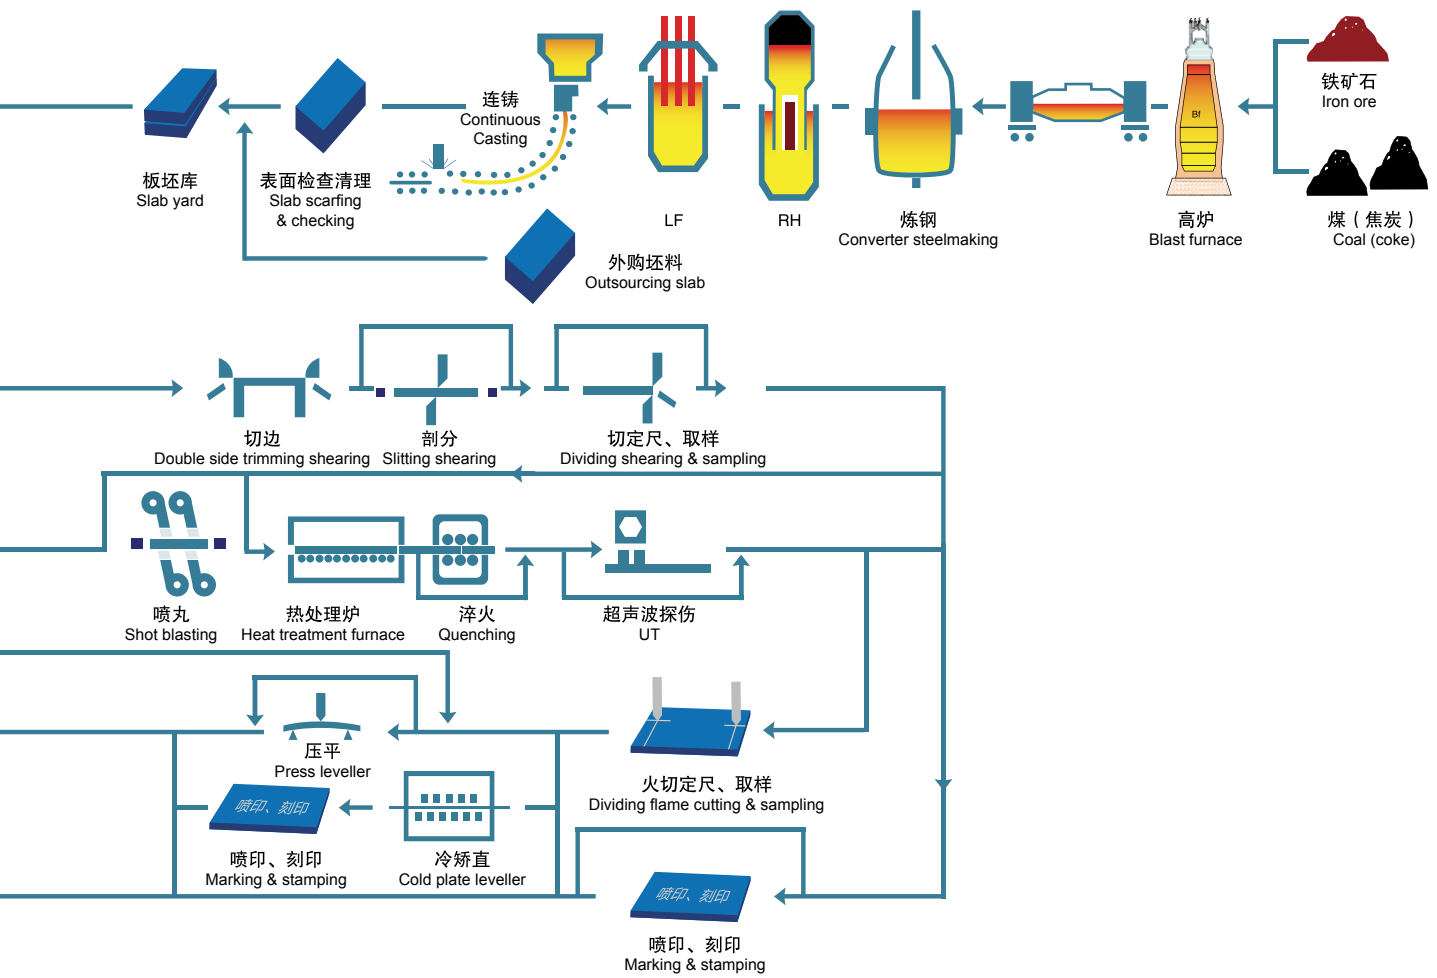 铁矿石
Iron ore
Bf
煤（焦炭）
Coal (coke)
高炉
Blast furnace
炼钢
Converter steelmaking
RH
LF
连铸
Continuous
Casting
表面检查清理
Slab scarfing
& checking
板坯库
Slab yard
外购坯料
Outsourcing slab
切边
Double side trimming shearing
剖分
Slitting shearing
切定尺、取样
Dividing shearing & sampling
喷丸
Shot blasting
热处理炉
Heat treatment furnace
淬火
Quenching
超声波探伤
UT
压平
Press leveller
火切定尺、取样
Dividing flame cutting & sampling
喷印、刻印
喷印、刻印
Marking & stamping
冷矫直
Cold plate leveller
喷印、刻印
喷印、刻印
Marking & stamping